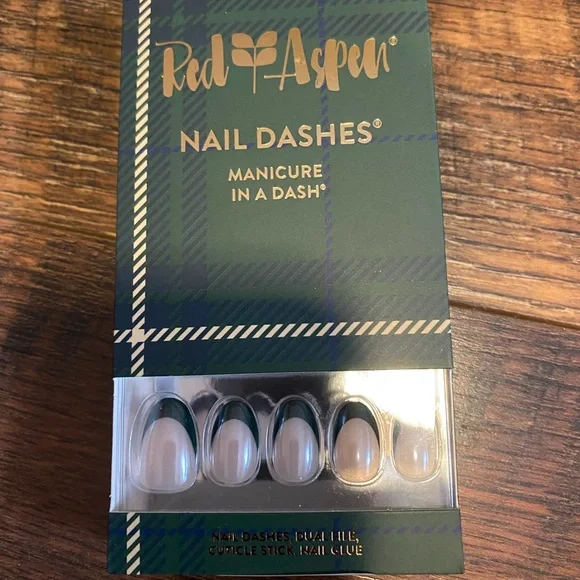 Red Aspen®
NAIL DASHES®
MANICURE
IN A DASH®
NAIL DASHES, DUAL FILE,
CUTICLE STICK, NAIL GLUE